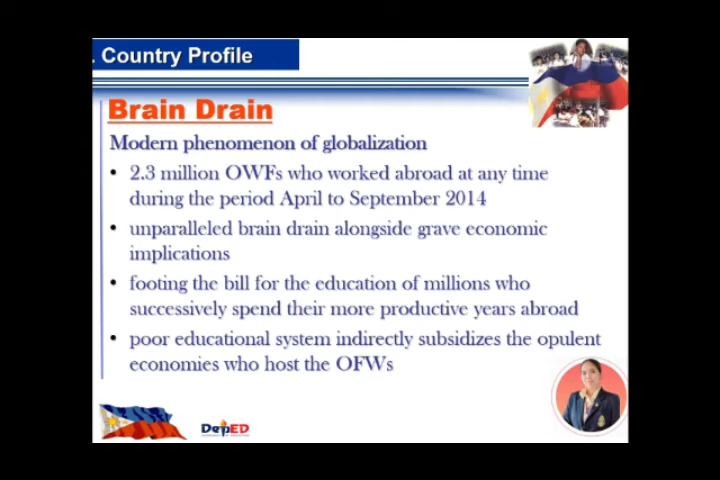 . Country Profile
Brain Drain
Modern phenomenon of globalization
• 2.3 million OWFs who worked abroad at any time
during the period April to September 2014
• unparalleled brain drain alongside grave economic
implications
• footing the bill for the education of millions who
successively spend their more productive years abroad
• poor educational system indirectly subsidizes the opulent
economies who host the OFWs
DepED